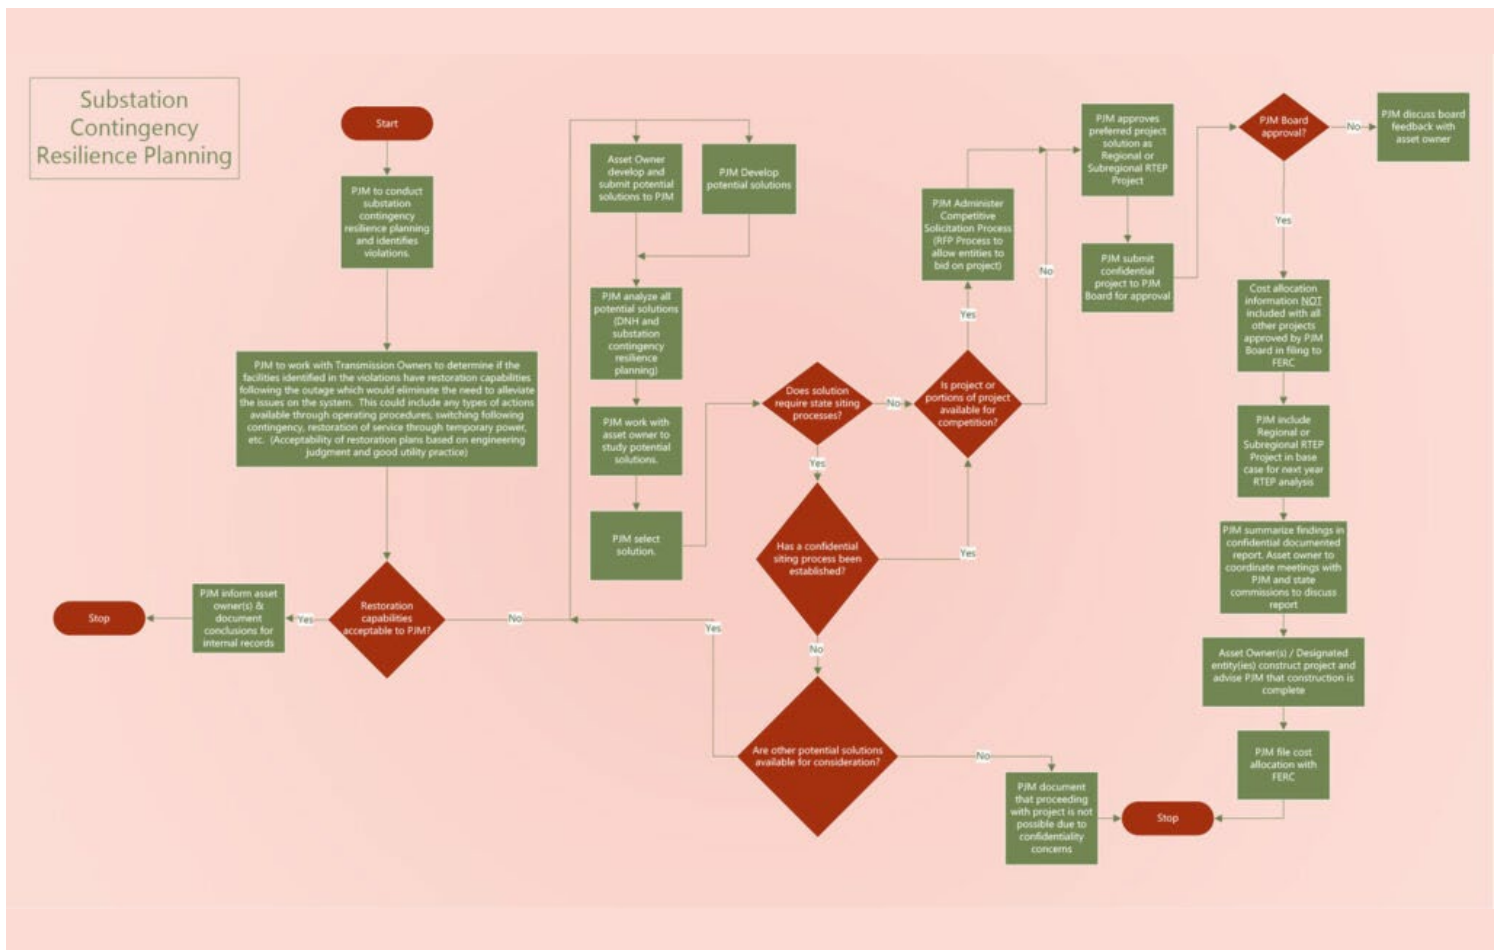 Substation
Contingency
Resilience Planning
Start
PJM to conduct
substation
contingency
resilience planning
and identifies
violations.
PJM to work with Transmission Owners to determine if the
facilities identified in the violations have restoration capabilities
following the outage which would eliminate the need to alleviate
the issues on the system. This could include any types of actions
available through operating procedures, switching following
contingency, restoration of service through temporary power,
etc. (Acceptability of restoration plans based on engineering
judgment and good utility practice)
Restoration
capabilities
acceptable to PJM?
Yes
PJM inform asset
owner(s) &
document
conclusions for
internal records
Stop
No
Asset Owner
develop and
submit potential
solutions to PJM
PJM Develop
potential solutions
PJM analyze all
potential solutions
(DNH and
substation
contingency
resilience
planning)
PJM work with
asset owner to
study potential
solutions.
PJM select
solution.
Does solution
require state siting
processes?
No
Yes
Has a confidential
siting process been
established?
Yes
No
Are other potential solutions
available for consideration?
Yes
No
PJM document
that proceeding
with project is not
possible due to
confidentiality
concerns
Stop
Is project or
portions of project
available for
competition?
Yes
No
PJM Administer
Competitive
Solicitation Process
(RFP Process to
allow entities to
bid on project)
PJM approves
preferred project
solution as
Regional or
Subregional RTEP
Project
PJM submit
confidential
project to PJM
Board for approval
PJM Board
approval?
No
PJM discuss board
feedback with
asset owner
Yes
Cost allocation
information NOT
included with all
other projects
approved by PJM
Board in filing to
FERC
PJM include
Regional or
Subregional RTEP
Project in base
case for next year
RTEP analysis
PJM summarize findings in
confidential documented
report. Asset owner to
coordinate meetings with
PJM and state
commissions to discuss
report
Asset Owner(s) / Designated
entity(ies) construct project and
advise PJM that construction is
complete
PJM file cost
allocation with
FERC